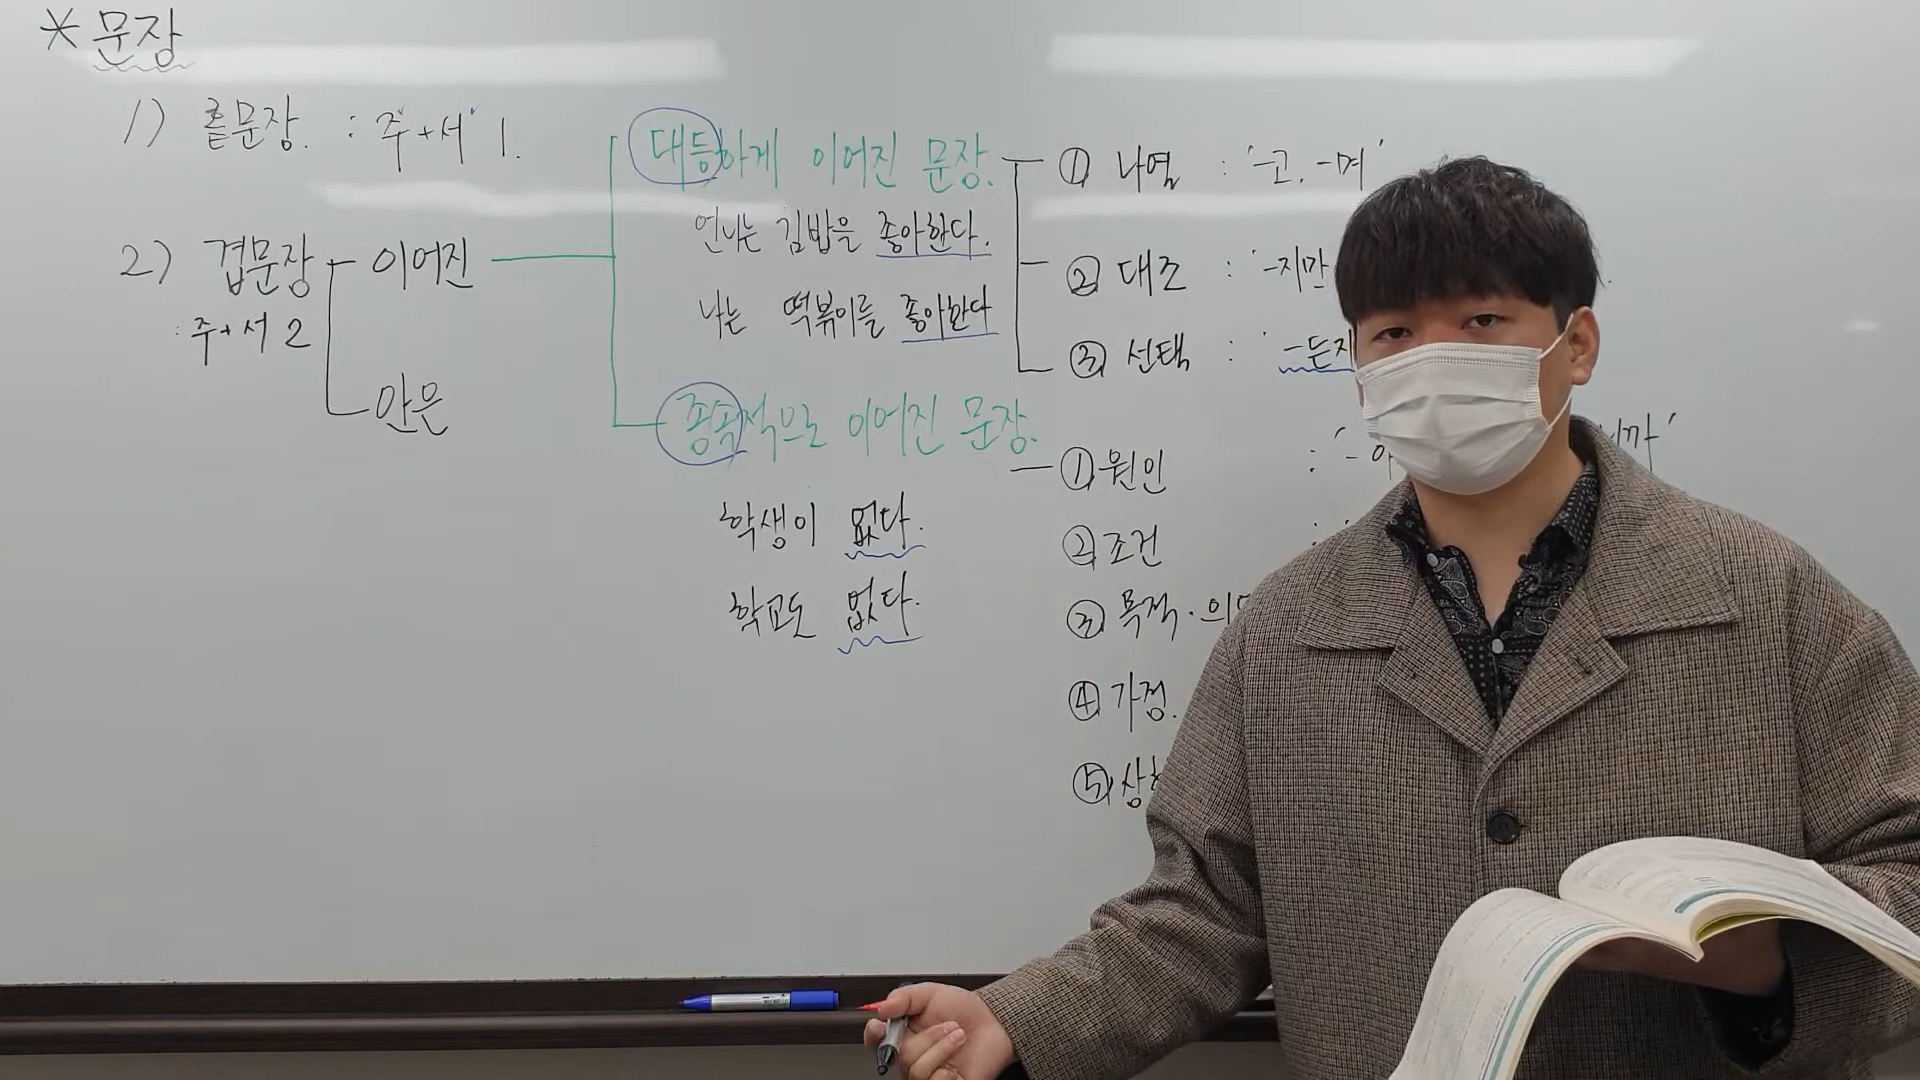 * 문장
1) 홑문장. : 주+서 1.
2) 겹문장 이어진
: 주+서 2
안은
대등하게 이어진 문장.
언니는 김밥을 좋아한다.
나는 떡볶이를 좋아한다
종속적으로 이어진 문장.
학생이 없다.
학교도 없다.
① 나열 : '-고, -며'
② 대조 : '-지만
③ 선택 : '-든지
① 원인 : '-아 니까'
② 조건 :
③ 목적·의도
④ 가정.
⑤